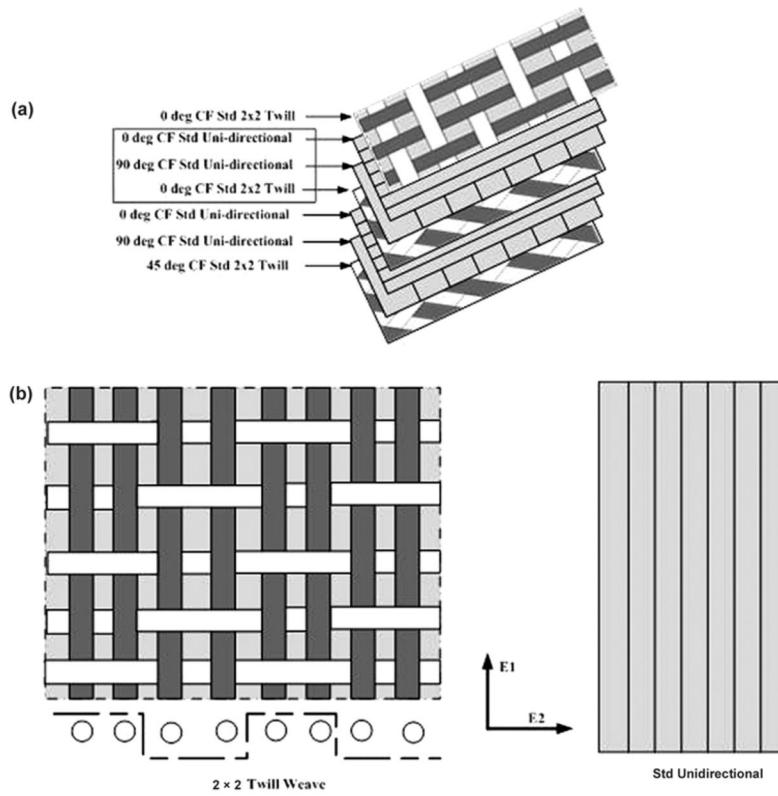 (a)
0 deg CF Std 2x2 Twill
0 deg CF Std Uni-directional
90 deg CF Std Uni-directional
0 deg CF Std 2x2 Twill
0 deg CF Std Uni-directional
90 deg CF Std Uni-directional
45 deg CF Std 2x2 Twill
(b)
E1
E2
2 × 2 Twill Weave
Std Unidirectional